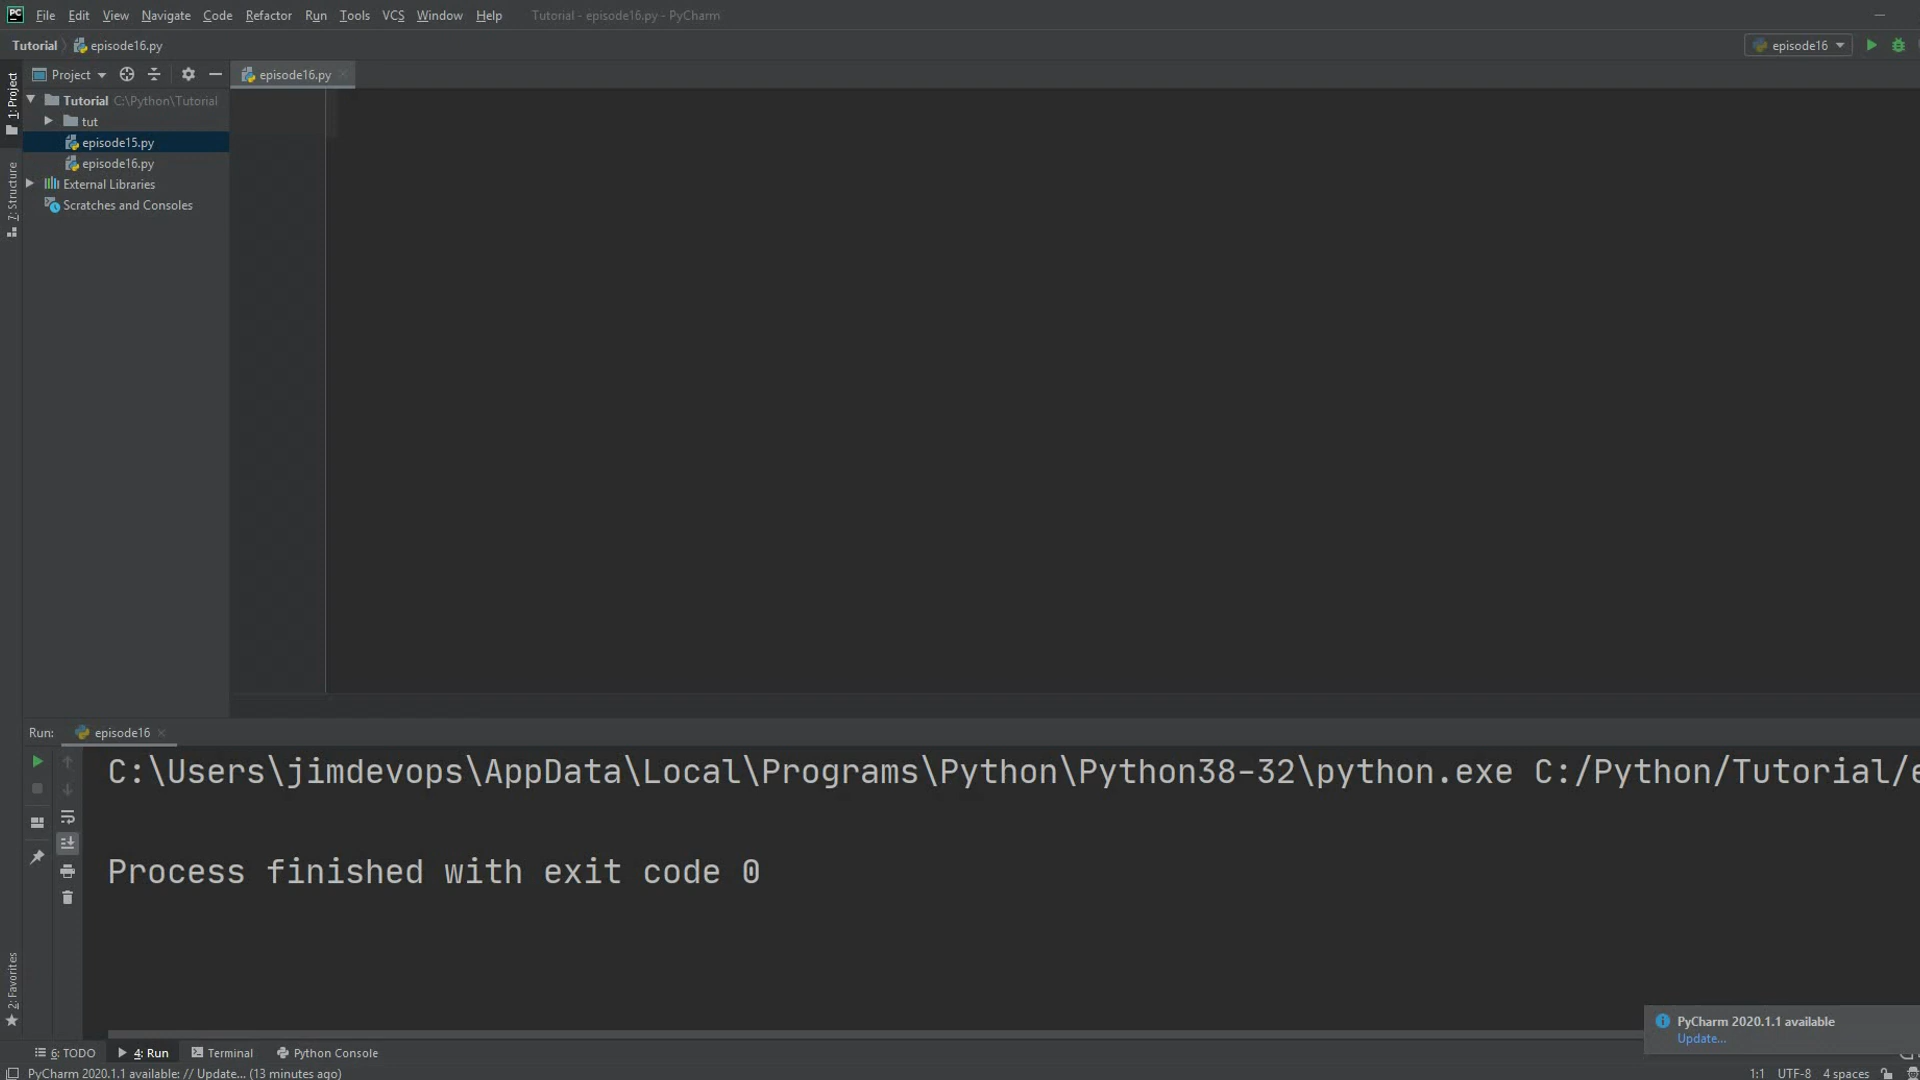 PC File Edit View Navigate Code Refactor Run Tools VCS Window Help Tutorial - episode16.py - PyCharm
Tutorial episode16.py episode16
Project episode16.py
1: Project
Tutorial C:\Python\Tutorial
tut
episode15.py
episode16.py
7: Structure
External Libraries
Scratches and Consoles
Run: episode16
C:\Users\jimdevops\AppData\Local\Programs\Python\Python38-32\python.exe C:/Python/Tutorial/e
Process finished with exit code 0
2: Favorites
PyCharm 2020.1.1 available
Update...
6: TODO 4: Run Terminal Python Console
PyCharm 2020.1.1 available: // Update... (13 minutes ago) 1:1 UTF-8 4 spaces